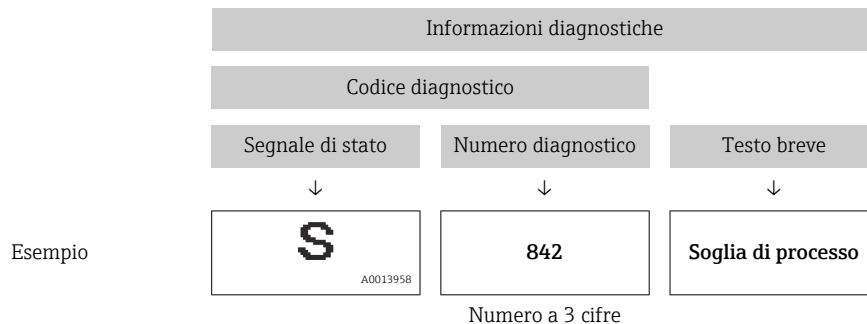 Informazioni diagnostiche
Codice diagnostico
Segnale di stato Numero diagnostico Testo breve
↓ ↓ ↓
Esempio S 842 Soglia di processo
A0013958
Numero a 3 cifre